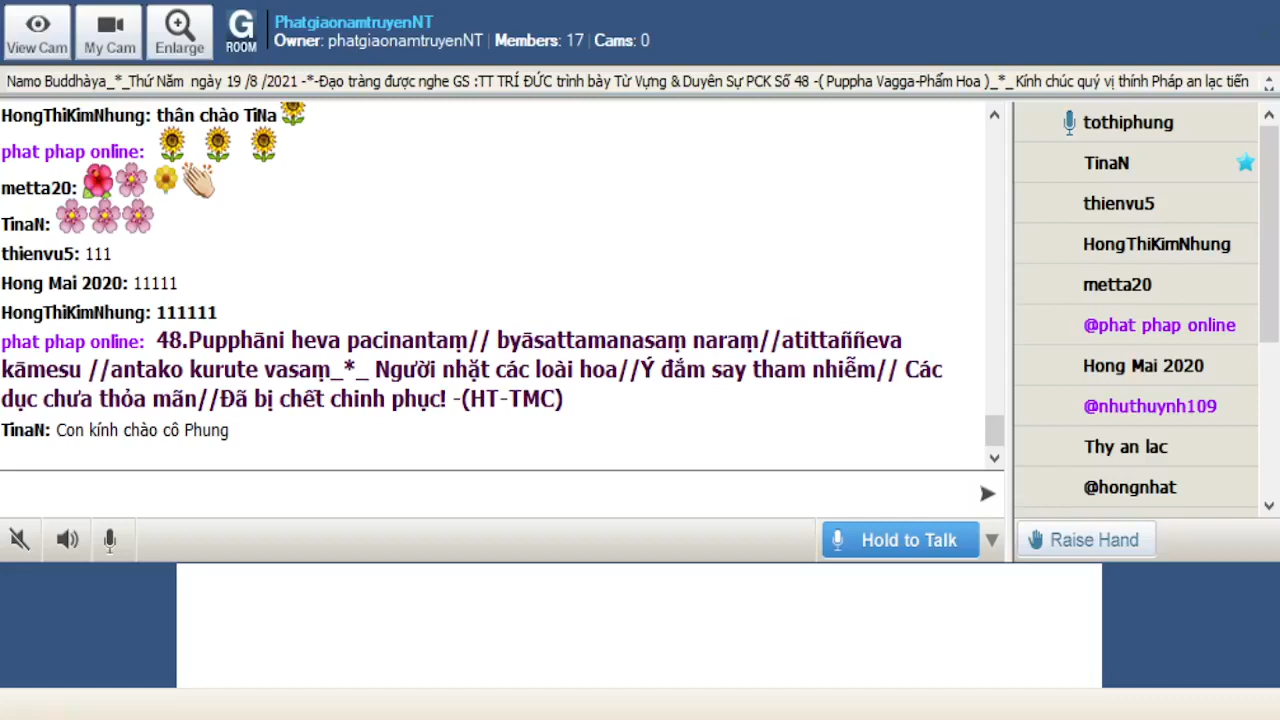 View Cam
My Cam
Enlarge
G
ROOM
PhatgiaonamtruyenNT
Owner: phatgiaonamtruyenNT | Members: 17 | Cams: 0
Namo Buddhàya_*_Thứ Năm ngày 19 /8 /2021 -*-Đạo tràng được nghe GS :TT TRÍ ĐỨC trình bày Từ Vựng & Duyên Sự PCK Số 48 -( Puppha Vagga-Phẩm Hoa )_*_Kính chúc quý vị thính Pháp an lạc tiến
HongThiKimNhung: thân chào TiNa
phat phap online:
metta20:
TinaN:
thienvu5: 111
Hong Mai 2020: 11111
HongThiKimNhung: 111111
phat phap online: 48.Pupphāni heva pacinantaṃ// byāsattamanasaṃ naraṃ//atittaññeva
kāmesu //antako kurute vasaṃ_*_ Người nhặt các loài hoa//Ý đắm say tham nhiễm// Các
dục chưa thỏa mãn//Đã bị chết chinh phục! -(HT-TMC)
TinaN: Con kính chào cô Phung
tothiphung
TinaN
thienvu5
HongThiKimNhung
metta20
@phat phap online
Hong Mai 2020
@nhuthuynh109
Thy an lac
@hongnhat
Hold to Talk
Raise Hand